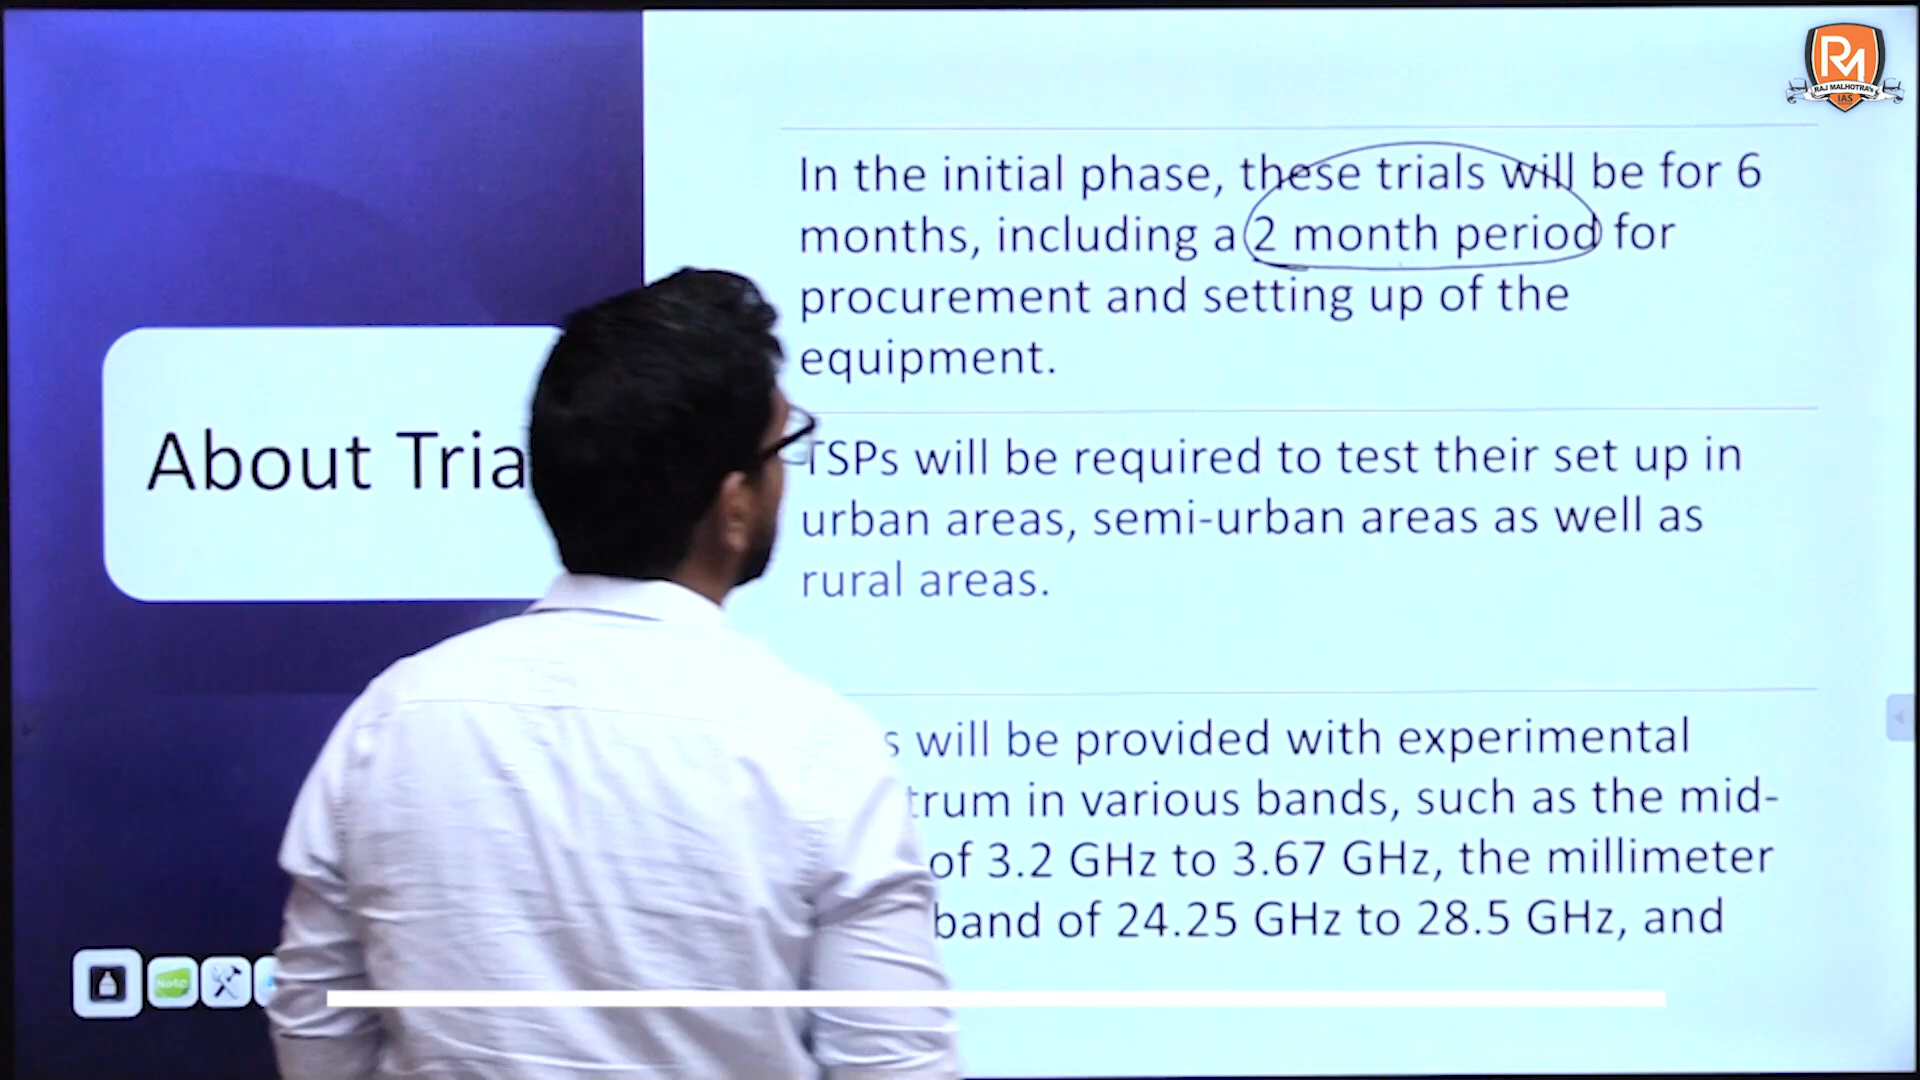 RM
RAJ MALHOTRA'S
IAS
In the initial phase, these trials will be for 6
months, including a 2 month period for
procurement and setting up of the
equipment.
About
TSPs will be required to test their set up in
urban areas, semi-urban areas as well as
rural areas.
will be provided with experimental
in various bands, such as the mid-
of 3.2 GHz to 3.67 GHz, the millimeter
band of 24.25 GHz to 28.5 GHz, and
Note